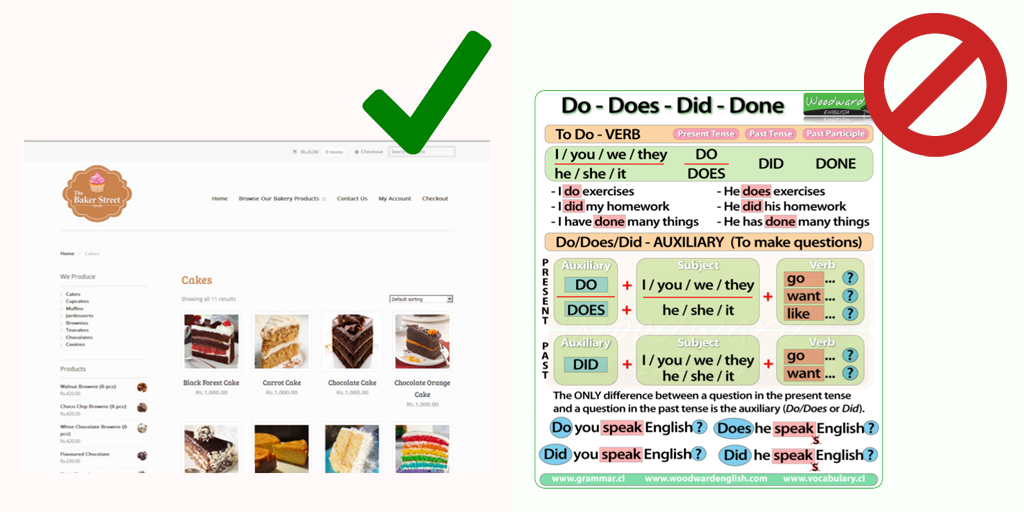 Rs.0.00 0 items Checkout
The
Baker Street
Home Browse Our Bakery Products Contact Us My Account Checkout
Home › Cakes
We Produce
Cakes
Cupcakes
Muffins
Jardesserts
Brownies
Teacakes
Chocolates
Cookies
Products
Walnut Brownie (6 pcs)
Rs.420.00
Choco Chip Brownie (6 pcs)
Rs.420.00
White Chocolate Brownie (6
pcs)
Rs.420.00
Flavoured Chocolate
Rs.250.00
Cakes
Showing all 11 results
Default sorting
Black Forest Cake
Rs.1,000.00
Carrot Cake
Rs.1,000.00
Chocolate Cake
Rs.1,000.00
Chocolate Orange
Cake
Rs.1,000.00
Do - Does - Did - Done
Woodward
ENGLISH
To Do - VERB Present Tense Past Tense Past Participle
I / you / we / they DO
he / she / it DOES
DID DONE
- I do exercises - He does exercises
- I did my homework - He did his homework
- I have done many things - He has done many things
Do/Does/Did - AUXILIARY (To make questions)
PRESENT
Auxiliary Subject Verb
DO + I / you / we / they + go ... ?
want ... ?
DOES + he / she / it like ... ?
PAST
Auxiliary Subject Verb
DID + I / you / we / they + go ... ?
he / she / it want ... ?
The ONLY difference between a question in the present tense
and a question in the past tense is the auxiliary (Do/Does or Did).
Do you speak English? Does he speak English?
s
Did you speak English? Did he speak English?
s
www.grammar.cl www.woodwardenglish.com www.vocabulary.cl